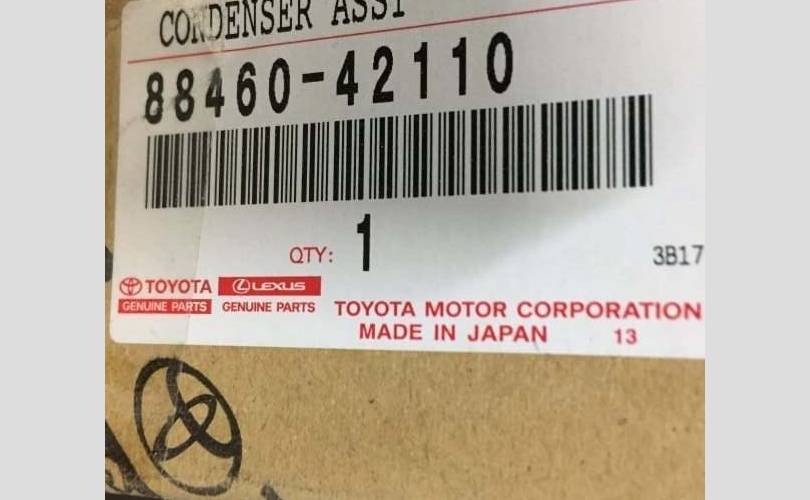 CONDENSER ASSY
88460-42110
QTY: 1
3B17
TOYOTA LEXUS
GENUINE PARTS GENUINE PARTS
TOYOTA MOTOR CORPORATION
MADE IN JAPAN 13